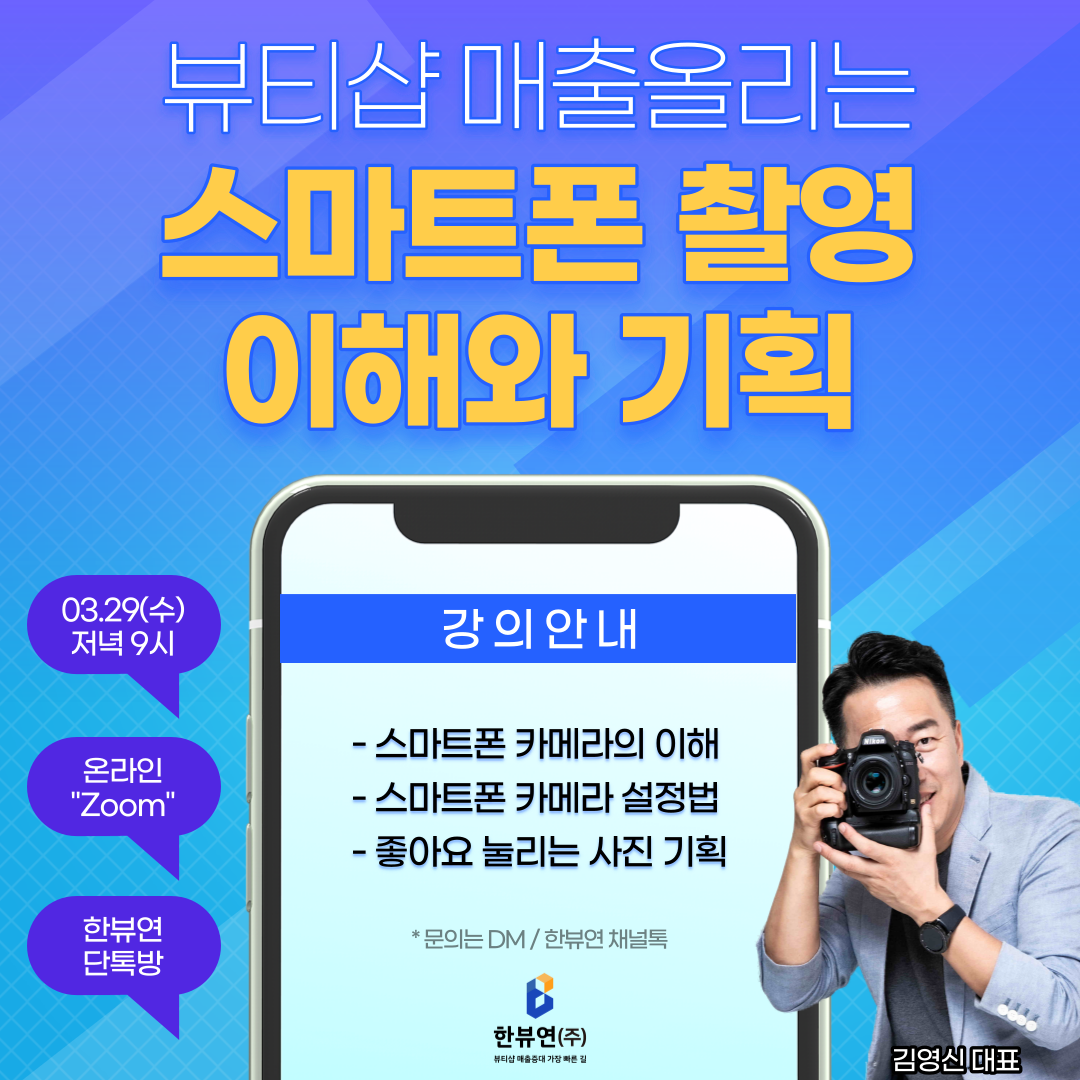 뷰티샵 매출올리는
스마트폰 촬영
이해와 기획
03.29(수)
저녁 9시
온라인
"Zoom"
한뷰연
단톡방
강의안내
- 스마트폰 카메라의 이해
- 스마트폰 카메라 설정법
- 좋아요 눌리는 사진 기획
* 문의는 DM / 한뷰연 채널톡
한뷰연(주)
뷰티샵 매출증대 가장 빠른 길
Nikon
김영신 대표